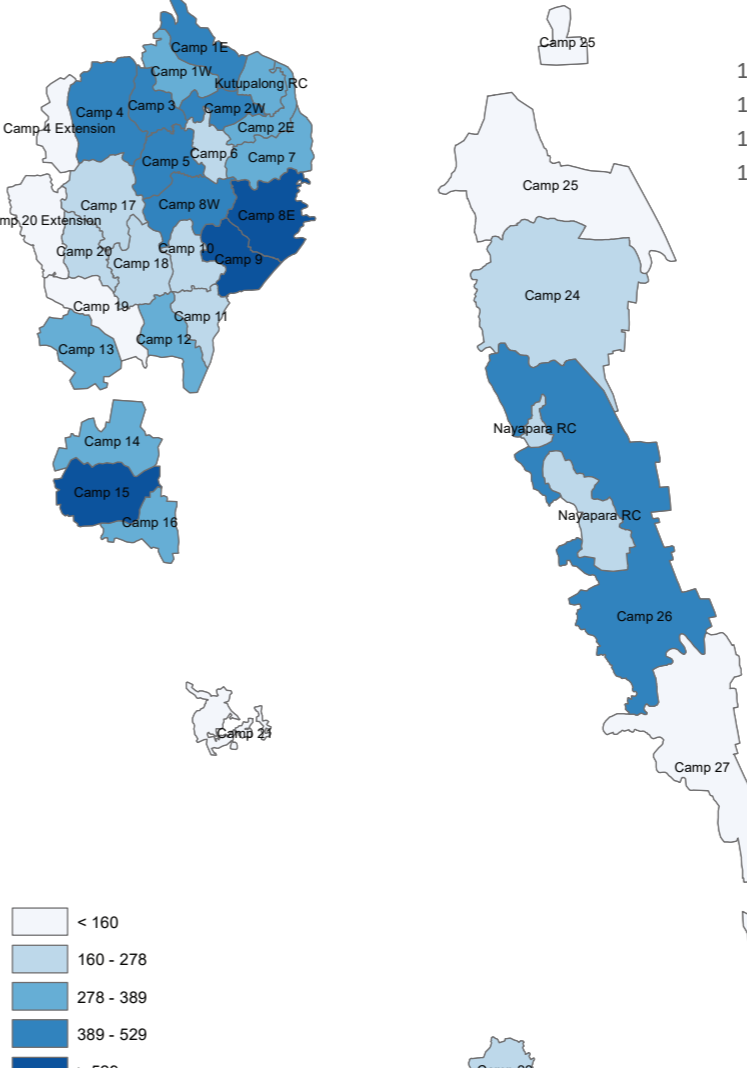 Camp 25
Camp 1E
Camp 1W
Kutupalong RC
Camp 4
Camp 3
Camp 2W
Camp 4 Extension
Camp 2E
Camp 5
Camp 6
Camp 7
Camp 25
Camp 17
Camp 8W
Camp 8E
20 Extension
Camp 20
Camp 10
Camp 18
Camp 9
Camp 24
Camp 19
Camp 11
Camp 12
Camp 13
Nayapara RC
Camp 14
Camp 15
Nayapara RC
Camp 16
Camp 26
Camp 21
Camp 27
< 160
160 - 278
278 - 389
389 - 529